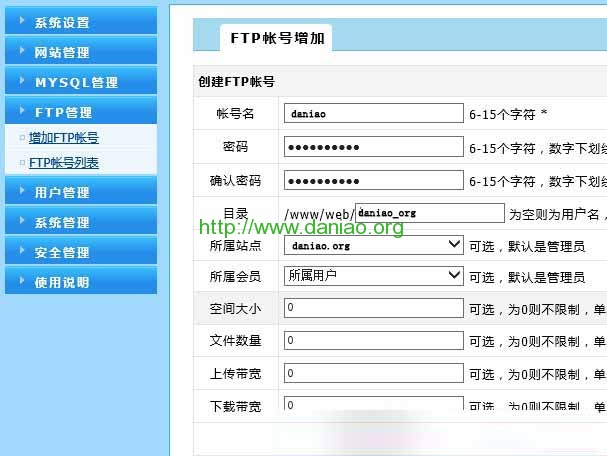 系统设置
网站管理
MYSQL管理
FTP管理
增加FTP帐号
FTP帐号列表
用户管理
系统管理
安全管理
使用说明
FTP帐号增加
创建FTP帐号
帐号名 daniao 6-15个字符 *
密码 •••••••••• 6-15个字符，数字下划线
确认密码 •••••••••• 6-15个字符，数字下划线
目录 /www/web/ daniao_org 为空则为用户名，
http://www.daniao.org
所属站点 daniao.org 可选，默认是管理员
所属会员 所属用户 可选，默认是管理员
空间大小 0 可选，为0则不限制，单
文件数量 0 可选，为0则不限制，单
上传带宽 0 可选，为0则不限制，单
下载带宽 0 可选，为0则不限制，单